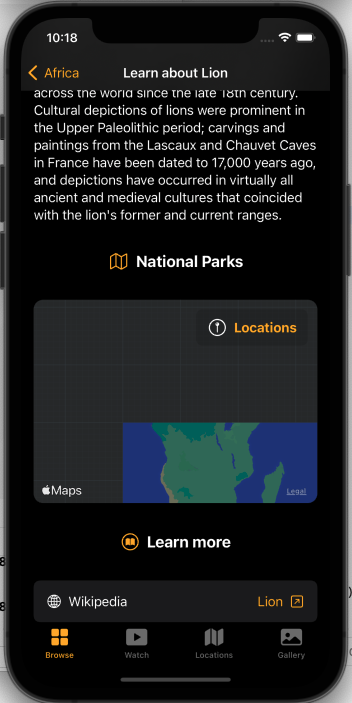 10:18
Africa
Learn about Lion
across the world since the late 18th century.
Cultural depictions of lions were prominent in
the Upper Paleolithic period; carvings and
paintings from the Lascaux and Chauvet Caves
in France have been dated to 17,000 years ago,
and depictions have occurred in virtually all
ancient and medieval cultures that coincided
with the lion's former and current ranges.
National Parks
Locations
Maps
Legal
Learn more
Wikipedia
Lion
Browse
Watch
Locations
Gallery